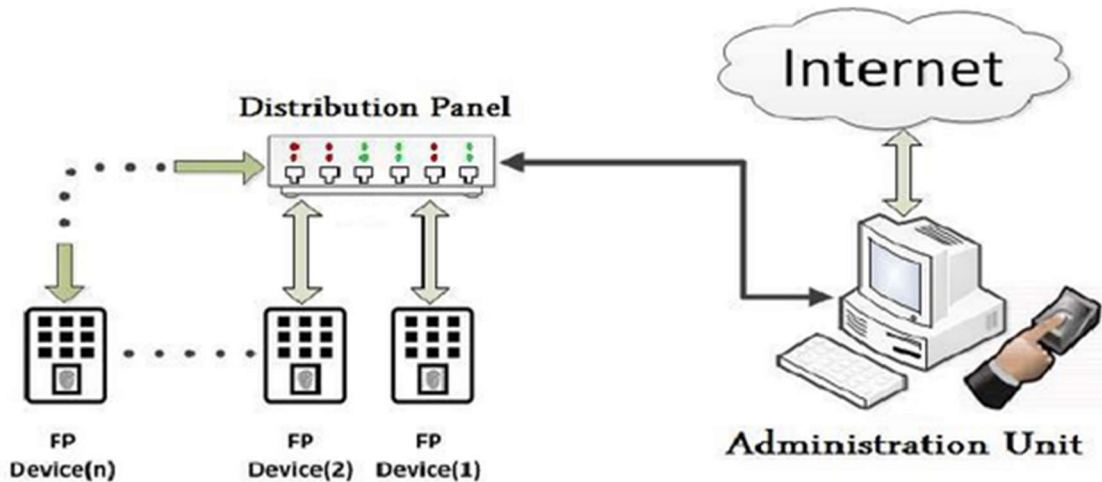 Internet
Distribution Panel
FP
Device(n)
FP
Device(2)
FP
Device(1)
Administration Unit